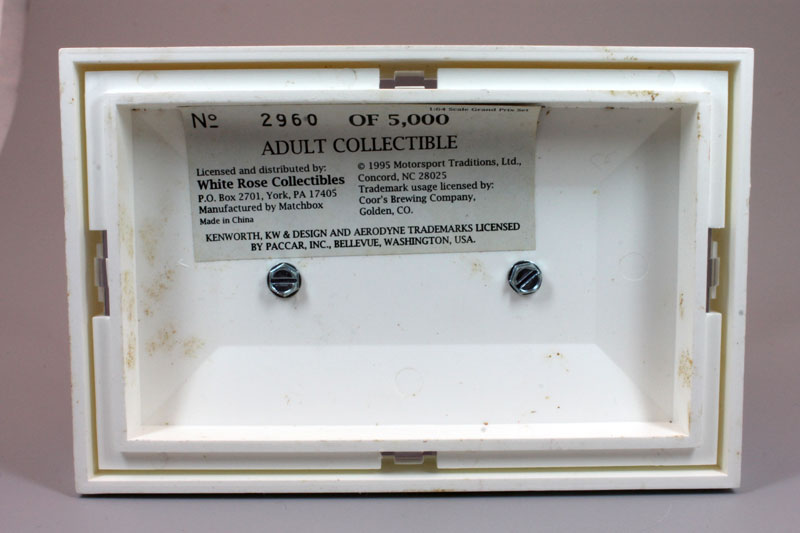 1:64 Scale Grand Prix Set
Nº 2960 OF 5,000
ADULT COLLECTIBLE
Licensed and distributed by:
White Rose Collectibles
P.O. Box 2701, York, PA 17405
Manufactured by Matchbox
Made in China
© 1995 Motorsport Traditions, Ltd.,
Concord, NC 28025
Trademark usage licensed by:
Coor's Brewing Company,
Golden, CO.
KENWORTH, KW & DESIGN AND AERODYNE TRADEMARKS LICENSED
BY PACCAR, INC., BELLEVUE, WASHINGTON, USA.